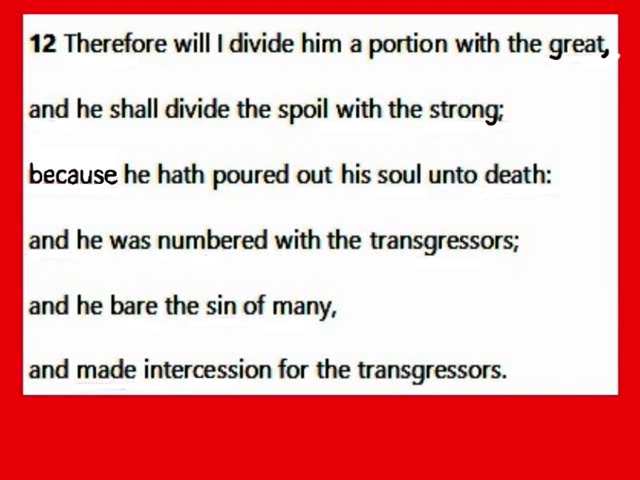 12 Therefore will I divide him a portion with the great,
and he shall divide the spoil with the strong;
because he hath poured out his soul unto death:
and he was numbered with the transgressors;
and he bare the sin of many,
and made intercession for the transgressors.